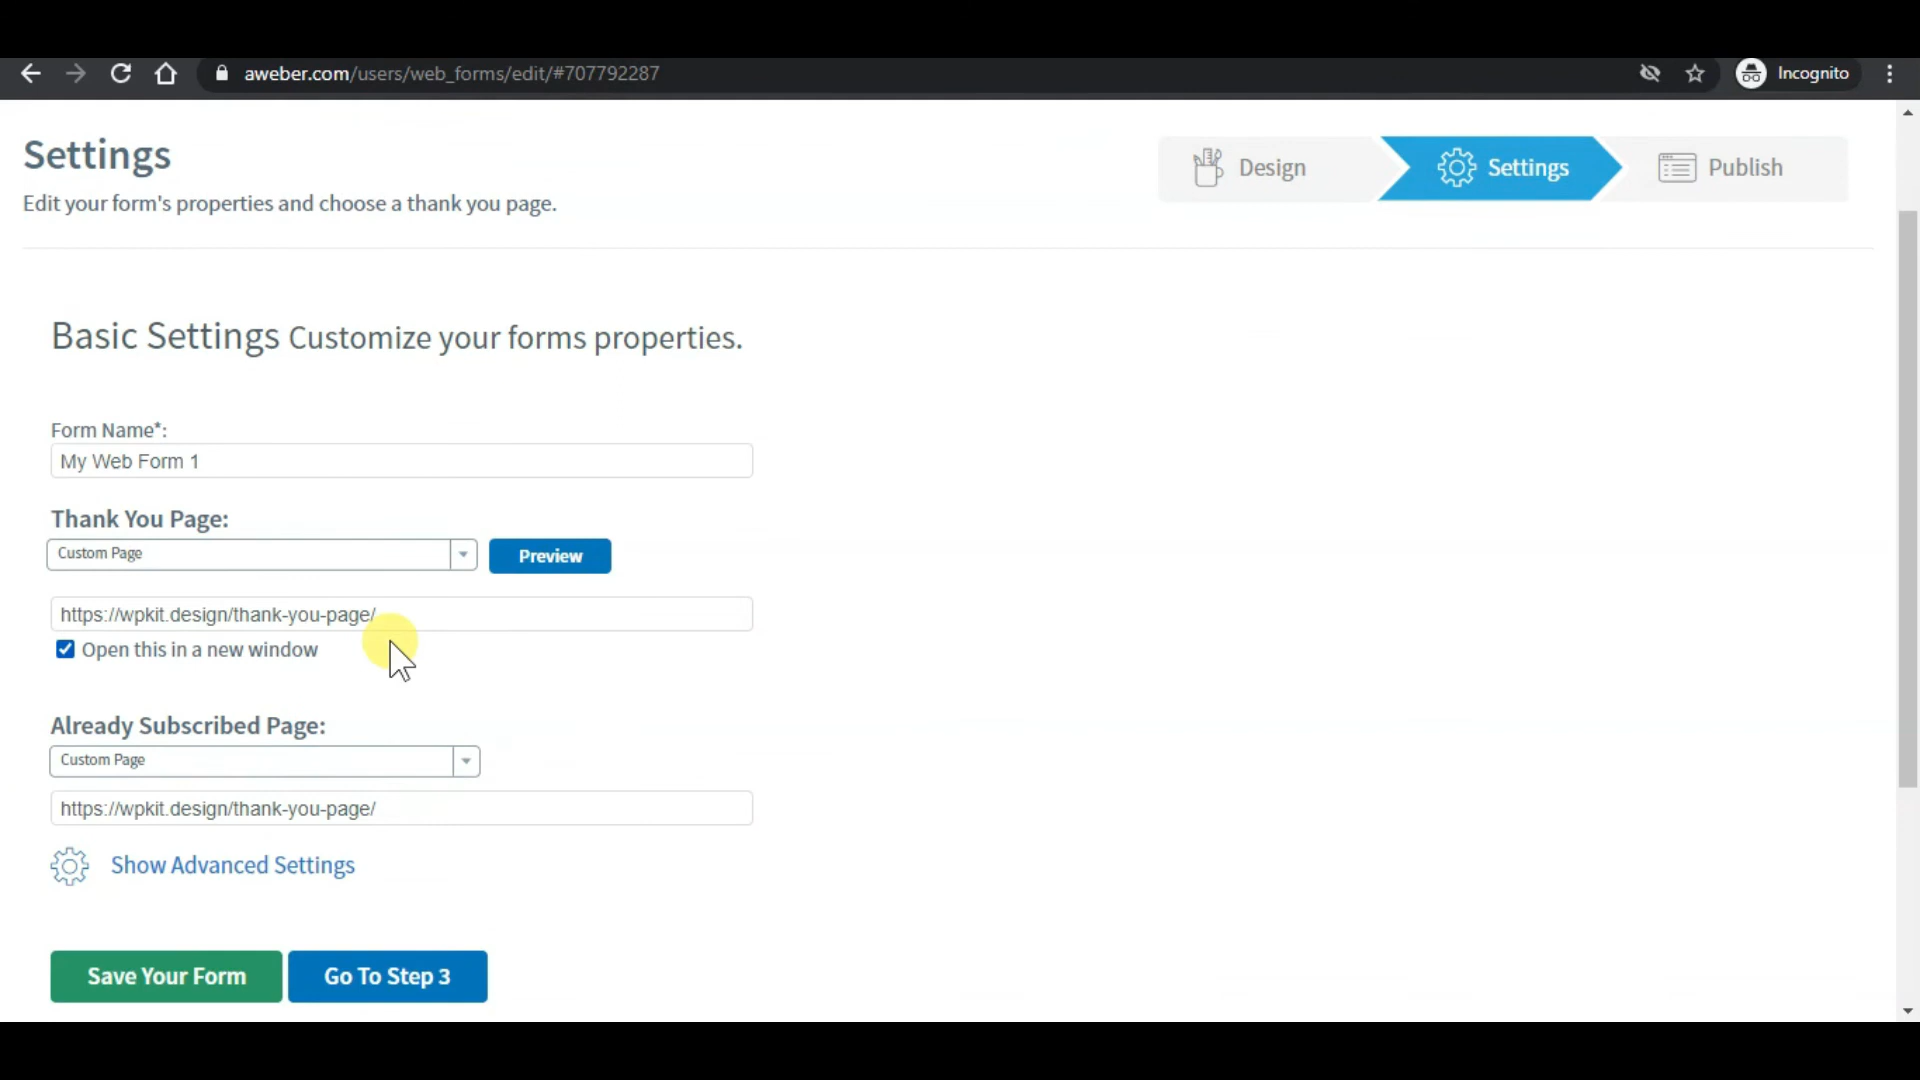 aweber.com/users/web_forms/edit/#707792287
Incognito
Settings
Edit your form's properties and choose a thank you page.
Design
Settings
Publish
Basic Settings Customize your forms properties.
Form Name*:
My Web Form 1
Thank You Page:
Custom Page
Preview
https://wpkit.design/thank-you-page/
Open this in a new window
Already Subscribed Page:
Custom Page
https://wpkit.design/thank-you-page/
Show Advanced Settings
Save Your Form
Go To Step 3